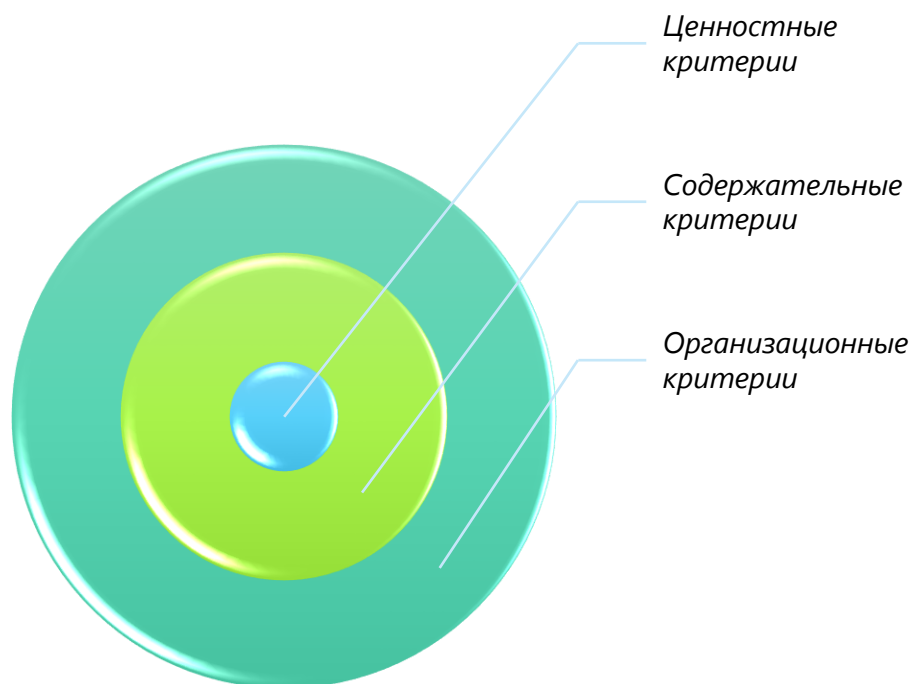 Ценностные
критерии
Содержательные
критерии
Организационные
критерии